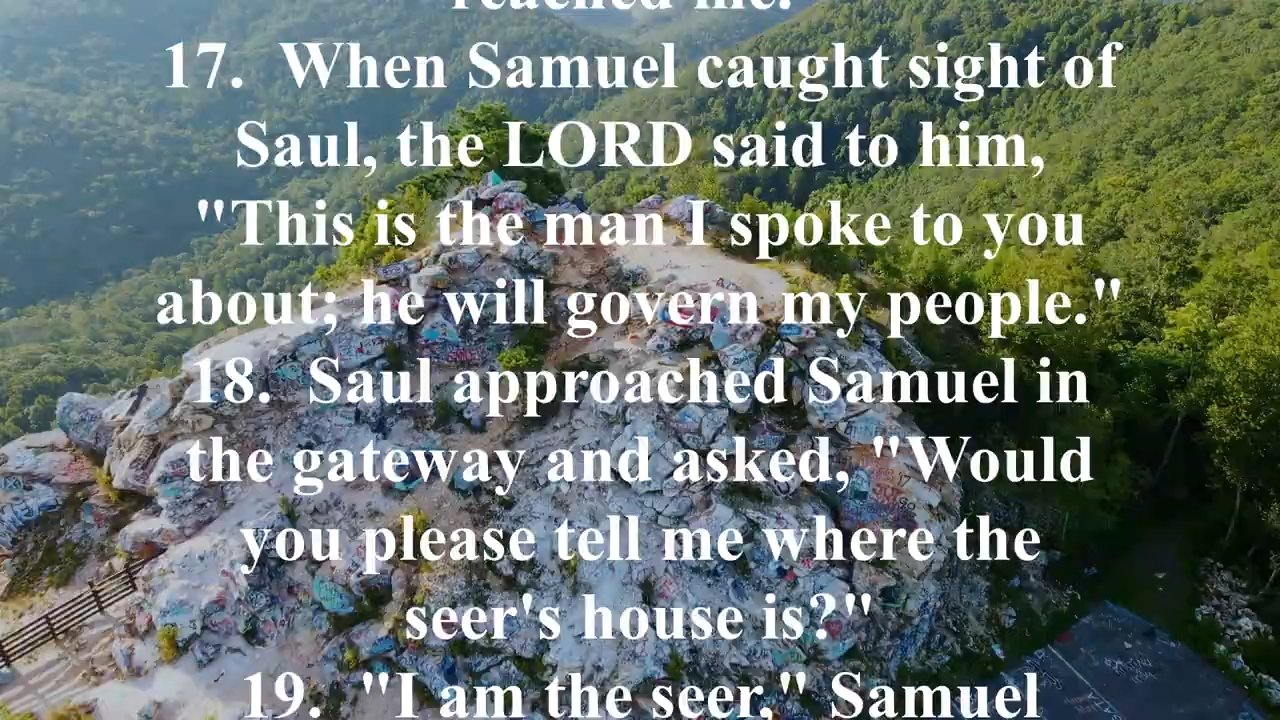 reached me."
17.  When Samuel caught sight of
Saul, the LORD said to him,
"This is the man I spoke to you
about; he will govern my people."
18.  Saul approached Samuel in
the gateway and asked, "Would
you please tell me where the
seer's house is?"
19.  "I am the seer," Samuel